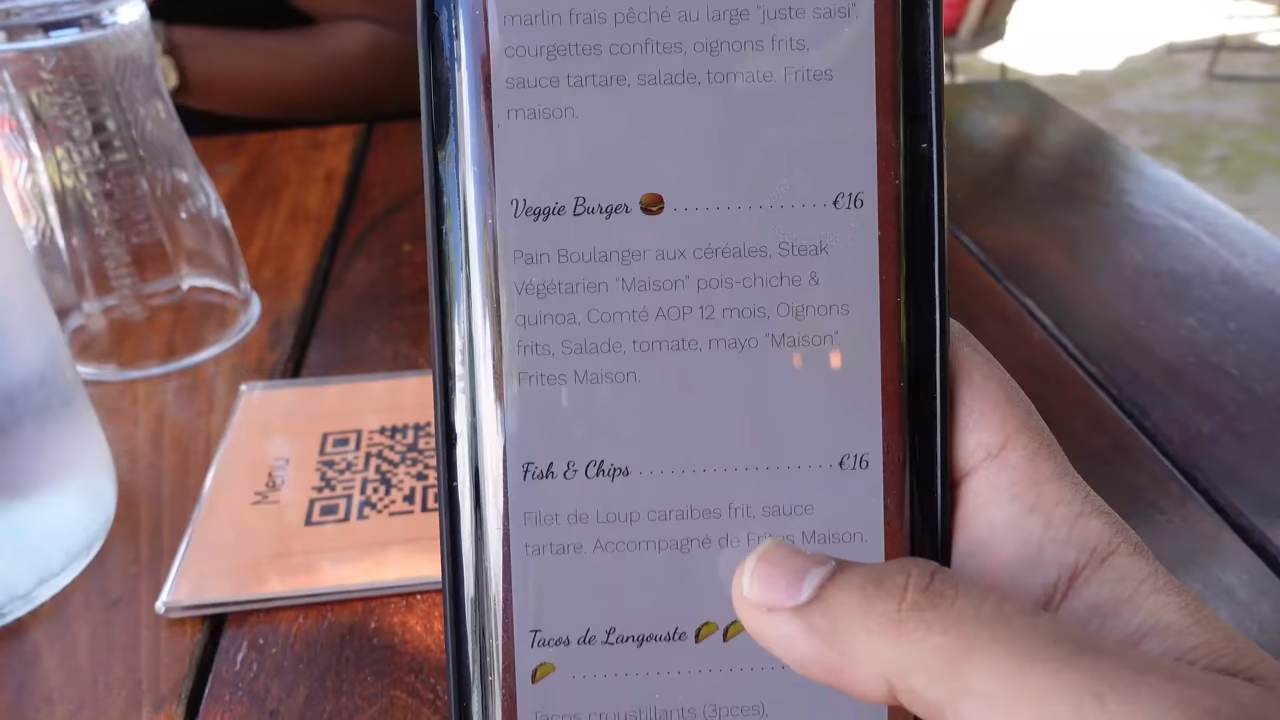 marlin frais pêché au large "juste saisi",
courgettes confites, oignons frits,
sauce tartare, salade, tomate. Frites
maison.
Veggie Burger 🍔 . . . . . . . . . . . . . . €16
Pain Boulanger aux céréales, Steak
Végétarien "Maison" pois-chiche &
quinoa, Comté AOP 12 mois, Oignons
frits, Salade, tomate, mayo "Maison".
Frites Maison.
Fish & Chips . . . . . . . . . . . . . . . . . . €16
Filet de Loup caraibes frit, sauce
tartare. Accompagné de Frites Maison.
Tacos de Langouste 🌮 🌮
🌮 . . . . . . . . . . . . . . . . . .
Tacos croustillants (3pces),
Menu